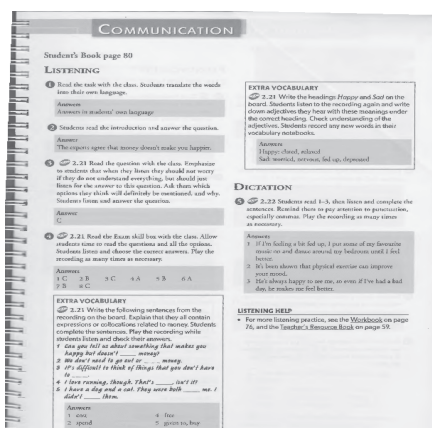 COMMUNICATION
Student's Book page 80
LISTENING
1 Read the task with the class. Students translate the words
into their own language.
Answers
Answers in students' own language
2 Students read the introduction and answer the question.
Answer
The experts agree that money doesn't make you happier.
3 2.21 Read the question with the class. Emphasize
to students that when they listen they should not worry
if they do not understand everything, but should just
listen for the answer to this question. Ask them which
options they think will definitely be mentioned, and why.
Students listen and answer the question.
Answer
C
4 2.21 Read the Exam skill box with the class. Allow
students time to read the questions and all the options.
Students listen and choose the correct answers. Play the
recording as many times as necessary.
Answers
1 C 2 B 3 C 4 A 5 B 6 A
7 B 8 C
EXTRA VOCABULARY
2.21 Write the following sentences from the
recording on the board. Explain that they all contain
expressions or collocations related to money. Students
complete the sentences. Play the recording while
students listen and check their answers.
1 Can you tell us about something that makes you
happy but doesn't ____ money?
2 We don't need to go out or ____ money.
3 It's difficult to think of things that you don't have
to ____.
4 I love running, though. That's ____, isn't it?
5 I have a dog and a cat. They were both ____ me. I
didn't ____ them.
Answers
1 cost 4 free
2 spend 5 given to, buy
EXTRA VOCABULARY
2.21 Write the headings Happy and Sad on the
board. Students listen to the recording again and write
down adjectives they hear with these meanings under
the correct heading. Check understanding of the
adjectives. Students record any new words in their
vocabulary notebooks.
Answers
Happy: relaxed
Sad: worried, nervous, fed up, depressed
DICTATION
5 2.22 Students read 1–3, then listen and complete the
sentences. Remind them to pay attention to punctuation,
especially commas. Play the recording as many times
as necessary.
Answers
1 If I'm feeling a bit fed up, I put some of my favourite
music on and dance around my bedroom until I feel
better.
2 It's been shown that physical exercise can improve
your mood.
3 He's always happy to see me, so even if I've had a bad
day, he makes me feel better.
LISTENING HELP
• For more listening practice, see the Workbook on page
76, and the Teacher's Resource Book on page 59.